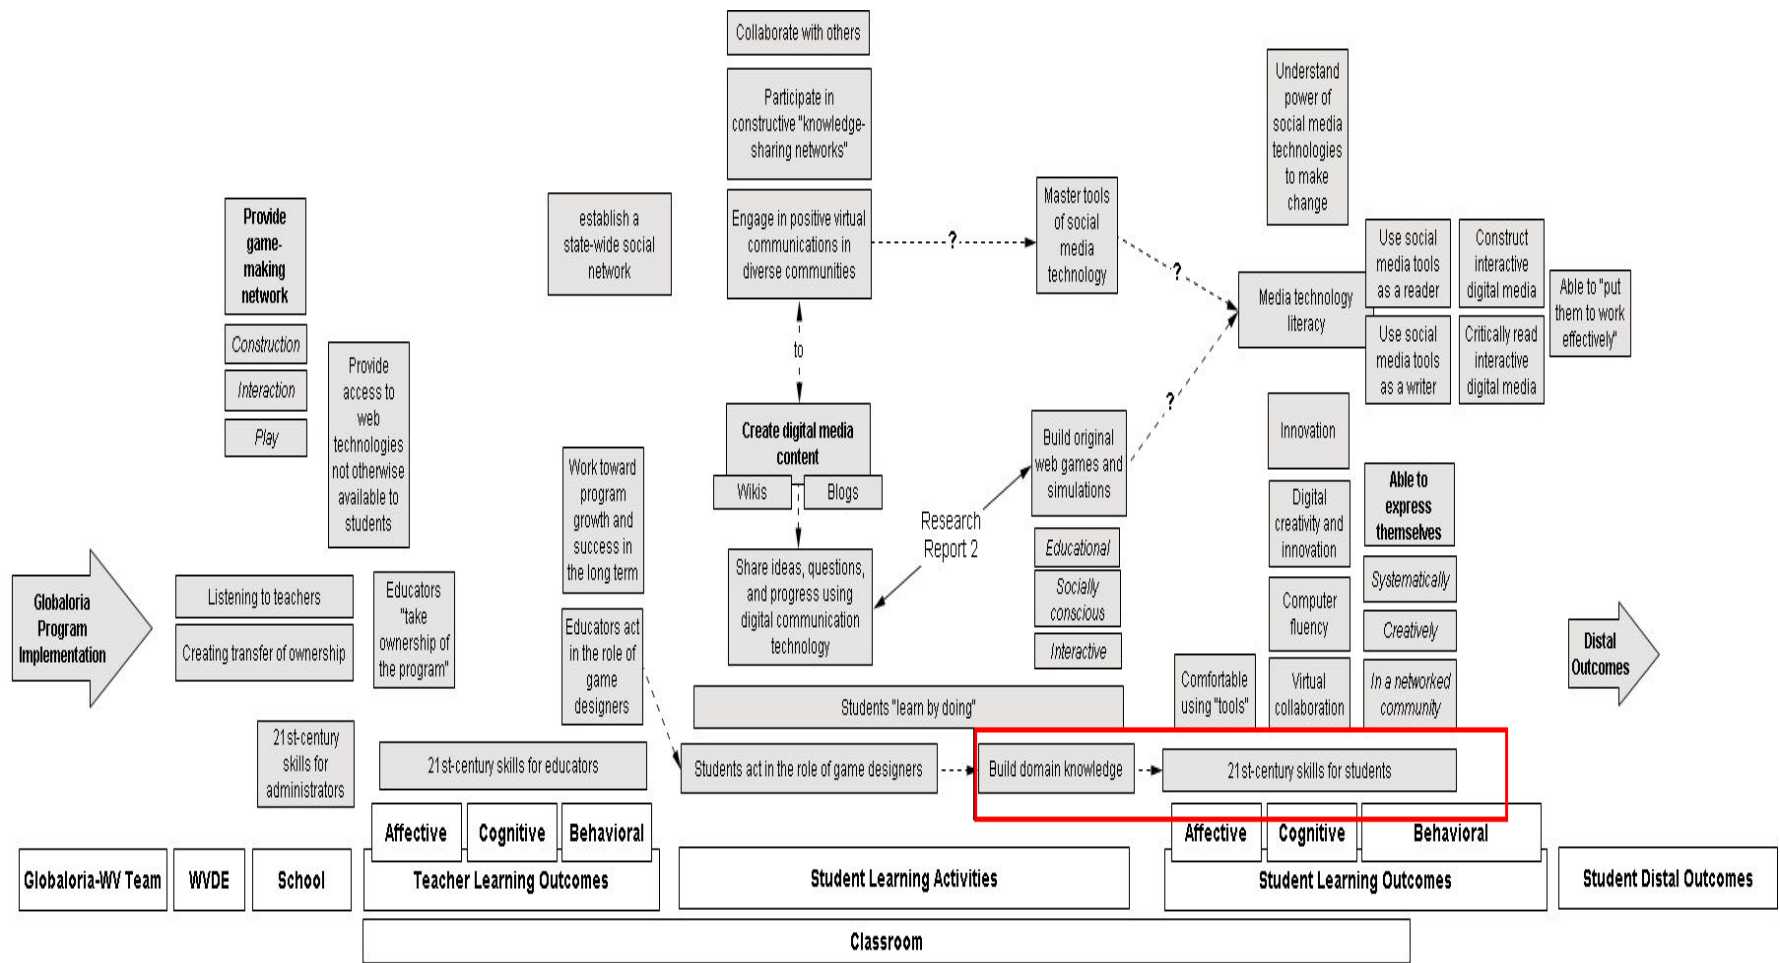 Collaborate with others
Participate in
constructive "knowledge-
sharing networks"
Engage in positive virtual
communications in
diverse communities
establish a
state-wide social
network
Provide
game-
making
network
Construction
Interaction
Play
Provide
access to
web
technologies
not otherwise
available to
students
Listening to teachers
Creating transfer of ownership
Globaloria
Program
Implementation
Educators
"take
ownership of
the program"
Work toward
program
growth and
success in
the long term
Educators act
in the role of
game
designers
21st-century
skills for
administrators
21st-century skills for educators
to
Create digital media
content
Wikis
Blogs
Share ideas, questions,
and progress using
digital communication
technology
Research
Report 2
?
Master tools
of social
media
technology
?
?
Build original
web games and
simulations
Educational
Socially
conscious
Interactive
Students "learn by doing"
Students act in the role of game designers
Build domain knowledge
21st-century skills for students
Understand
power of
social media
technologies
to make
change
Media technology
literacy
Use social
media tools
as a reader
Construct
interactive
digital media
Use social
media tools
as a writer
Critically read
interactive
digital media
Able to "put
them to work
effectively"
Innovation
Digital
creativity and
innovation
Computer
fluency
Comfortable
using "tools"
Virtual
collaboration
Able to
express
themselves
Systematically
Creatively
In a networked
community
Distal
Outcomes
Affective
Cognitive
Behavioral
Affective
Cognitive
Behavioral
Globaloria-WV Team
WVDE
School
Teacher Learning Outcomes
Student Learning Activities
Student Learning Outcomes
Student Distal Outcomes
Classroom